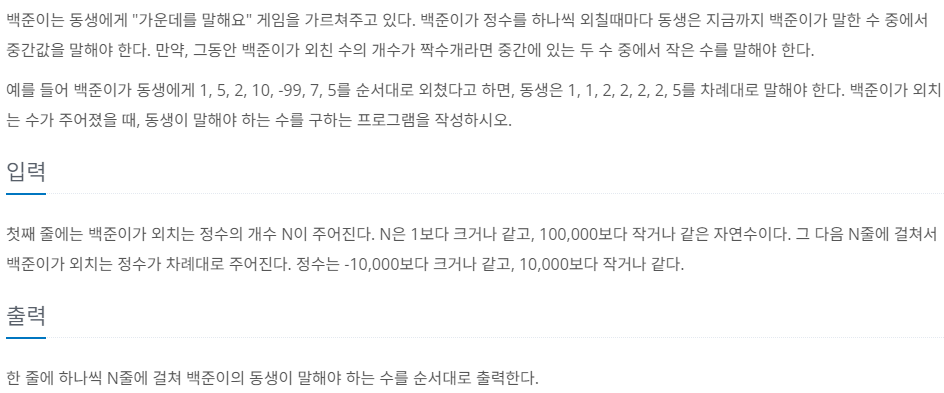 백준이는 동생에게 "가운데를 말해요" 게임을 가르쳐주고 있다. 백준이가 정수를 하나씩 외칠때마다 동생은 지금까지 백준이가 말한 수 중에서
중간값을 말해야 한다. 만약, 그동안 백준이가 외친 수의 개수가 짝수개라면 중간에 있는 두 수 중에서 작은 수를 말해야 한다.
예를 들어 백준이가 동생에게 1, 5, 2, 10, -99, 7, 5를 순서대로 외쳤다고 하면, 동생은 1, 1, 2, 2, 2, 2, 5를 차례대로 말해야 한다. 백준이가 외치
는 수가 주어졌을 때, 동생이 말해야 하는 수를 구하는 프로그램을 작성하시오.
입력
첫째 줄에는 백준이가 외치는 정수의 개수 N이 주어진다. N은 1보다 크거나 같고, 100,000보다 작거나 같은 자연수이다. 그 다음 N줄에 걸쳐서
백준이가 외치는 정수가 차례대로 주어진다. 정수는 -10,000보다 크거나 같고, 10,000보다 작거나 같다.
출력
한 줄에 하나씩 N줄에 걸쳐 백준이의 동생이 말해야 하는 수를 순서대로 출력한다.